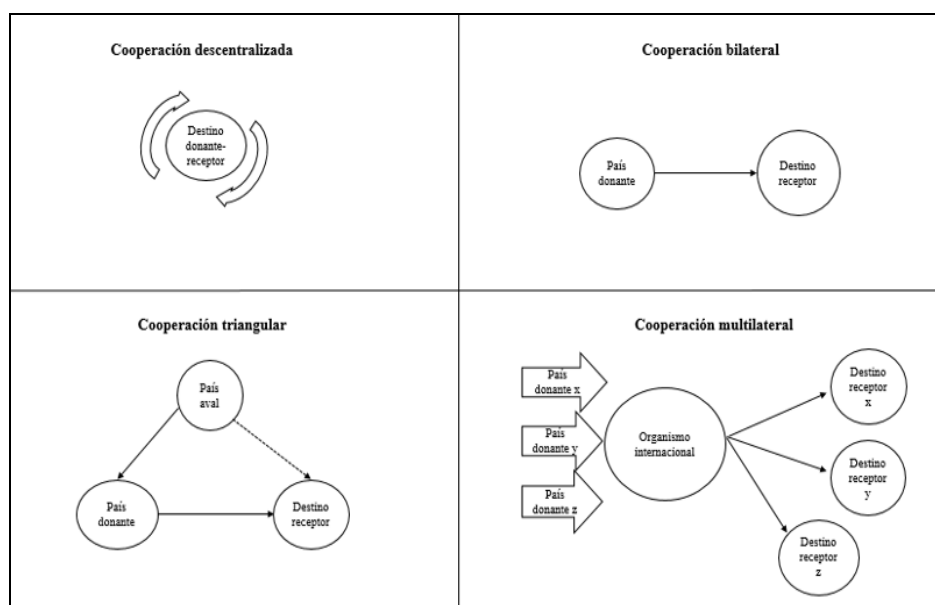 Cooperación descentralizada
Destino
donante-
receptor
Cooperación bilateral
País
donante
Destino
receptor
Cooperación triangular
País
aval
País
donante
Destino
receptor
Cooperación multilateral
País
donante x
País
donante y
País
donante z
Organismo
internacional
Destino
receptor
x
Destino
receptor
y
Destino
receptor
z